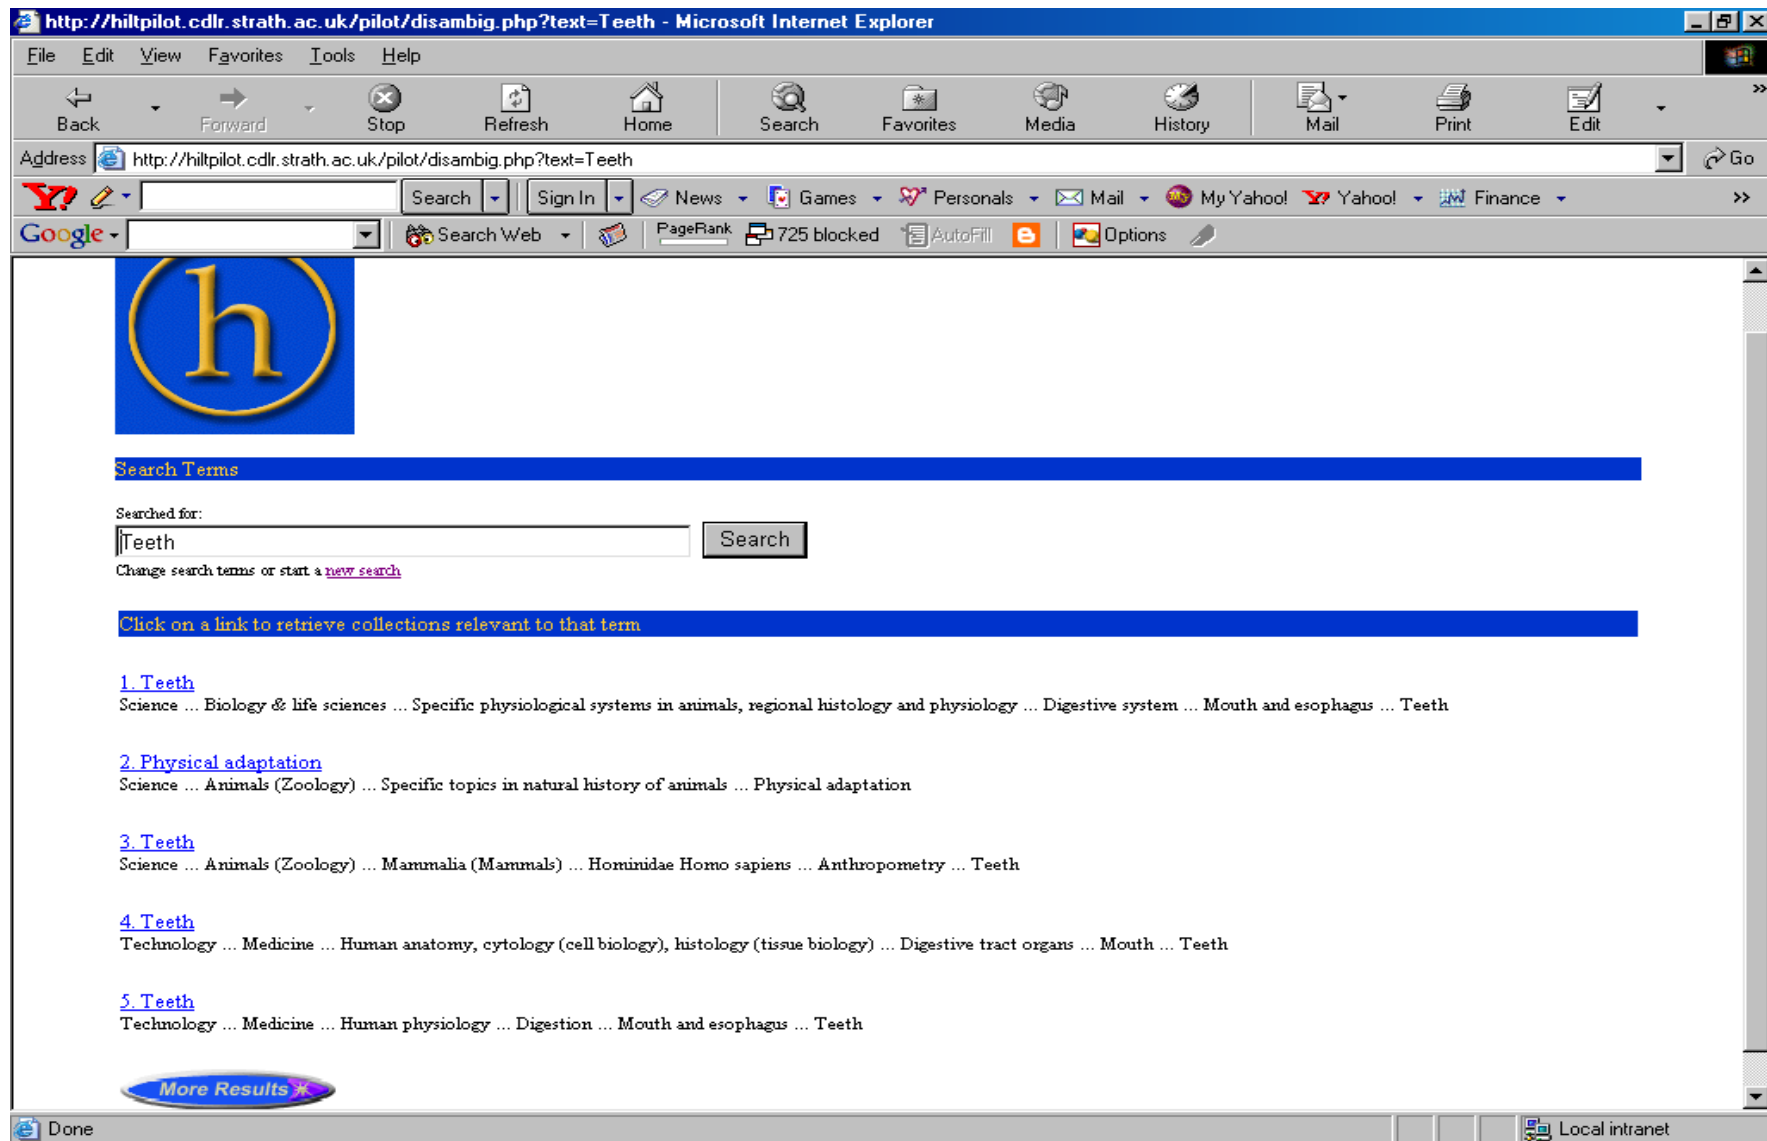 http://hiltpilot.cdlr.strath.ac.uk/pilot/disambig.php?text=Teeth - Microsoft Internet Explorer
File Edit View Favorites Tools Help
Back Forward Stop Refresh Home Search Favorites Media History Mail Print Edit »
Address http://hiltpilot.cdlr.strath.ac.uk/pilot/disambig.php?text=Teeth Go
Y! Search Sign In News Games Personals Mail My Yahoo! Y! Yahoo! Finance »
Google Search Web PageRank 725 blocked AutoFill Options
h
Search Terms
Searched for:
Teeth Search
Change search terms or start a new search
Click on a link to retrieve collections relevant to that term
1. Teeth
Science ... Biology & life sciences ... Specific physiological systems in animals, regional histology and physiology ... Digestive system ... Mouth and esophagus ... Teeth
2. Physical adaptation
Science ... Animals (Zoology) ... Specific topics in natural history of animals ... Physical adaptation
3. Teeth
Science ... Animals (Zoology) ... Mammalia (Mammals) ... Hominidae Homo sapiens ... Anthropometry ... Teeth
4. Teeth
Technology ... Medicine ... Human anatomy, cytology (cell biology), histology (tissue biology) ... Digestive tract organs ... Mouth ... Teeth
5. Teeth
Technology ... Medicine ... Human physiology ... Digestion ... Mouth and esophagus ... Teeth
More Results
Done Local intranet